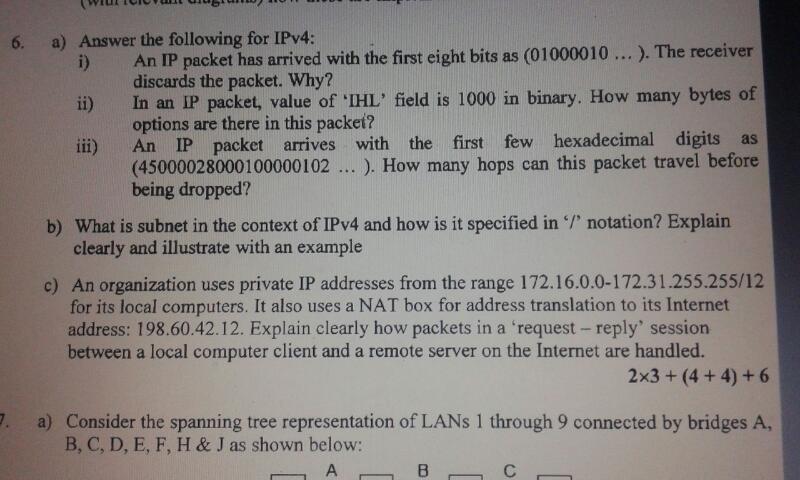 (with relevant diagrams) how these are
6. a) Answer the following for IPv4:
i) An IP packet has arrived with the first eight bits as (01000010 ... ). The receiver
discards the packet. Why?
ii) In an IP packet, value of ‘IHL’ field is 1000 in binary. How many bytes of
options are there in this packet?
iii) An IP packet arrives with the first few hexadecimal digits as
(45000028000100000102 ... ). How many hops can this packet travel before
being dropped?
b) What is subnet in the context of IPv4 and how is it specified in ‘/’ notation? Explain
clearly and illustrate with an example
c) An organization uses private IP addresses from the range 172.16.0.0-172.31.255.255/12
for its local computers. It also uses a NAT box for address translation to its Internet
address: 198.60.42.12. Explain clearly how packets in a ‘request – reply’ session
between a local computer client and a remote server on the Internet are handled.
2×3 + (4 + 4) + 6
7. a) Consider the spanning tree representation of LANs 1 through 9 connected by bridges A,
B, C, D, E, F, H & J as shown below:
A B C